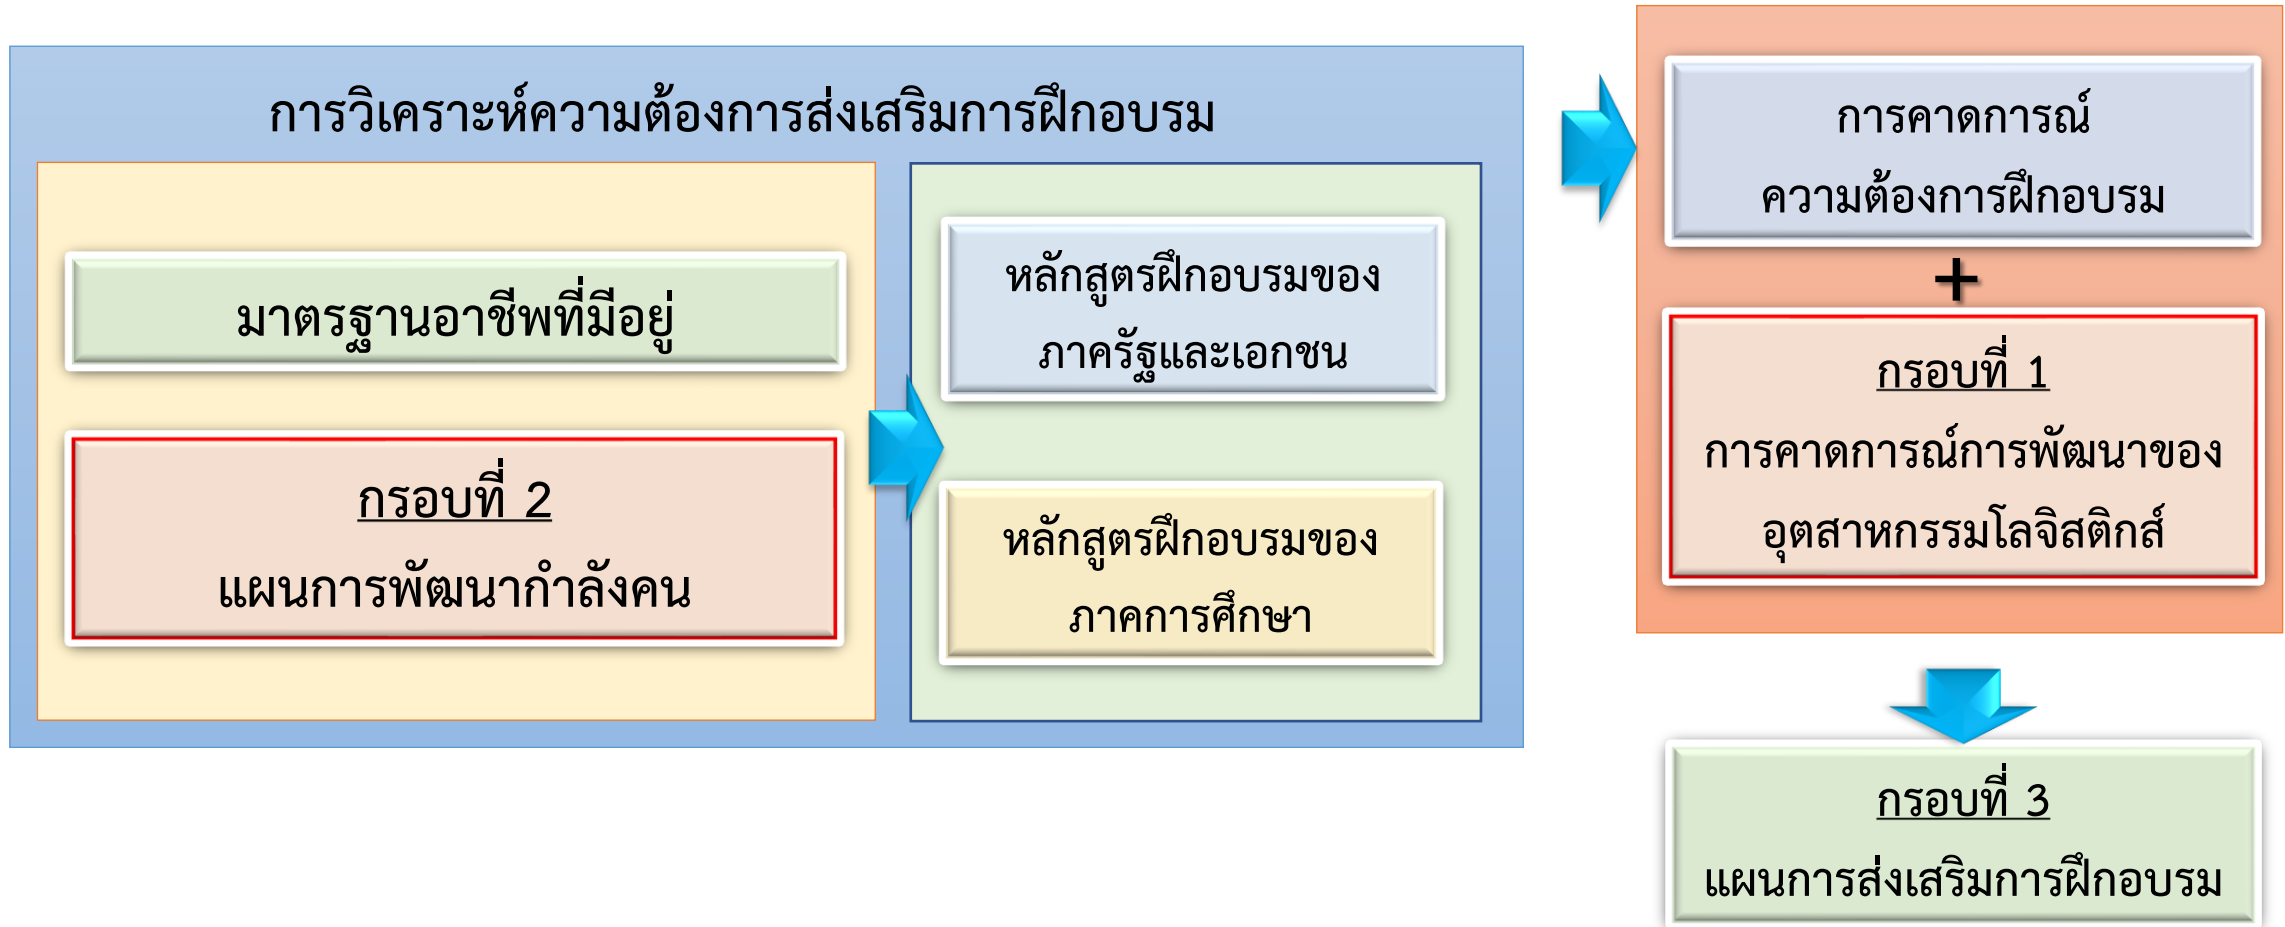 การวิเคราะห์ความต้องการส่งเสริมการฝึกอบรม
มาตรฐานอาชีพที่มีอยู่
กรอบที่ 2
แผนการพัฒนากำลังคน
หลักสูตรฝึกอบรมของ
ภาครัฐและเอกชน
หลักสูตรฝึกอบรมของ
ภาคการศึกษา
การคาดการณ์
ความต้องการฝึกอบรม
+
กรอบที่ 1
การคาดการณ์การพัฒนาของ
อุตสาหกรรมโลจิสติกส์
กรอบที่ 3
แผนการส่งเสริมการฝึกอบรม